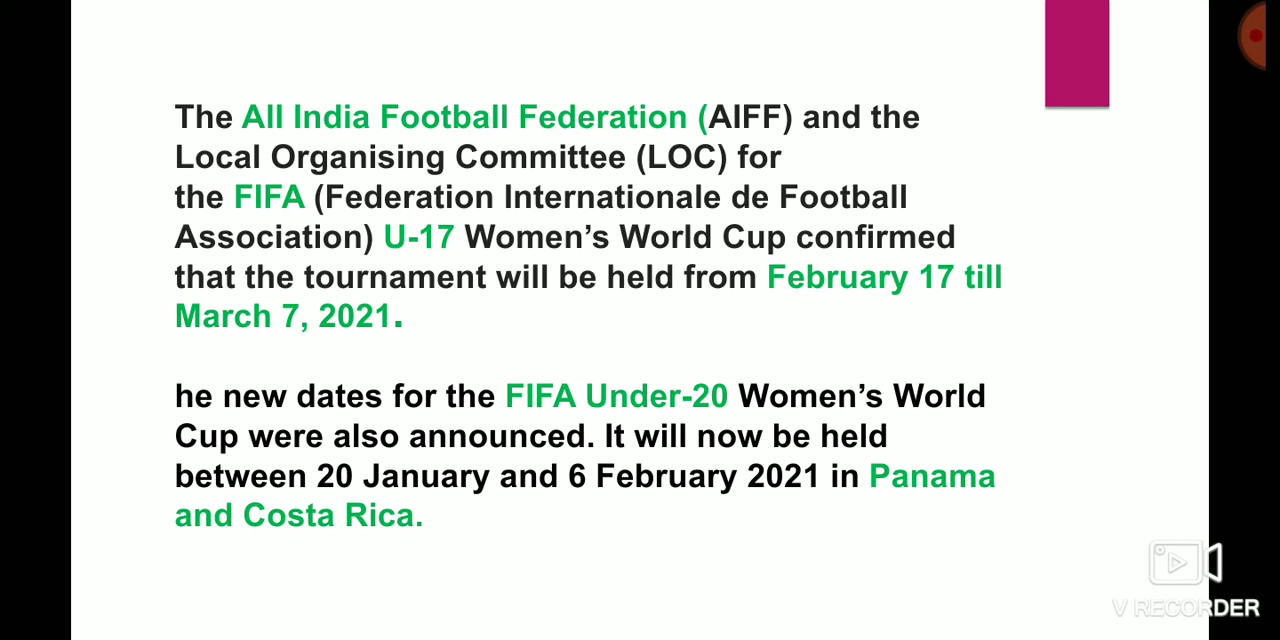 The All India Football Federation (AIFF) and the
Local Organising Committee (LOC) for
the FIFA (Federation Internationale de Football
Association) U-17 Women’s World Cup confirmed
that the tournament will be held from February 17 till
March 7, 2021.
he new dates for the FIFA Under-20 Women’s World
Cup were also announced. It will now be held
between 20 January and 6 February 2021 in Panama
and Costa Rica.
V RECORDER